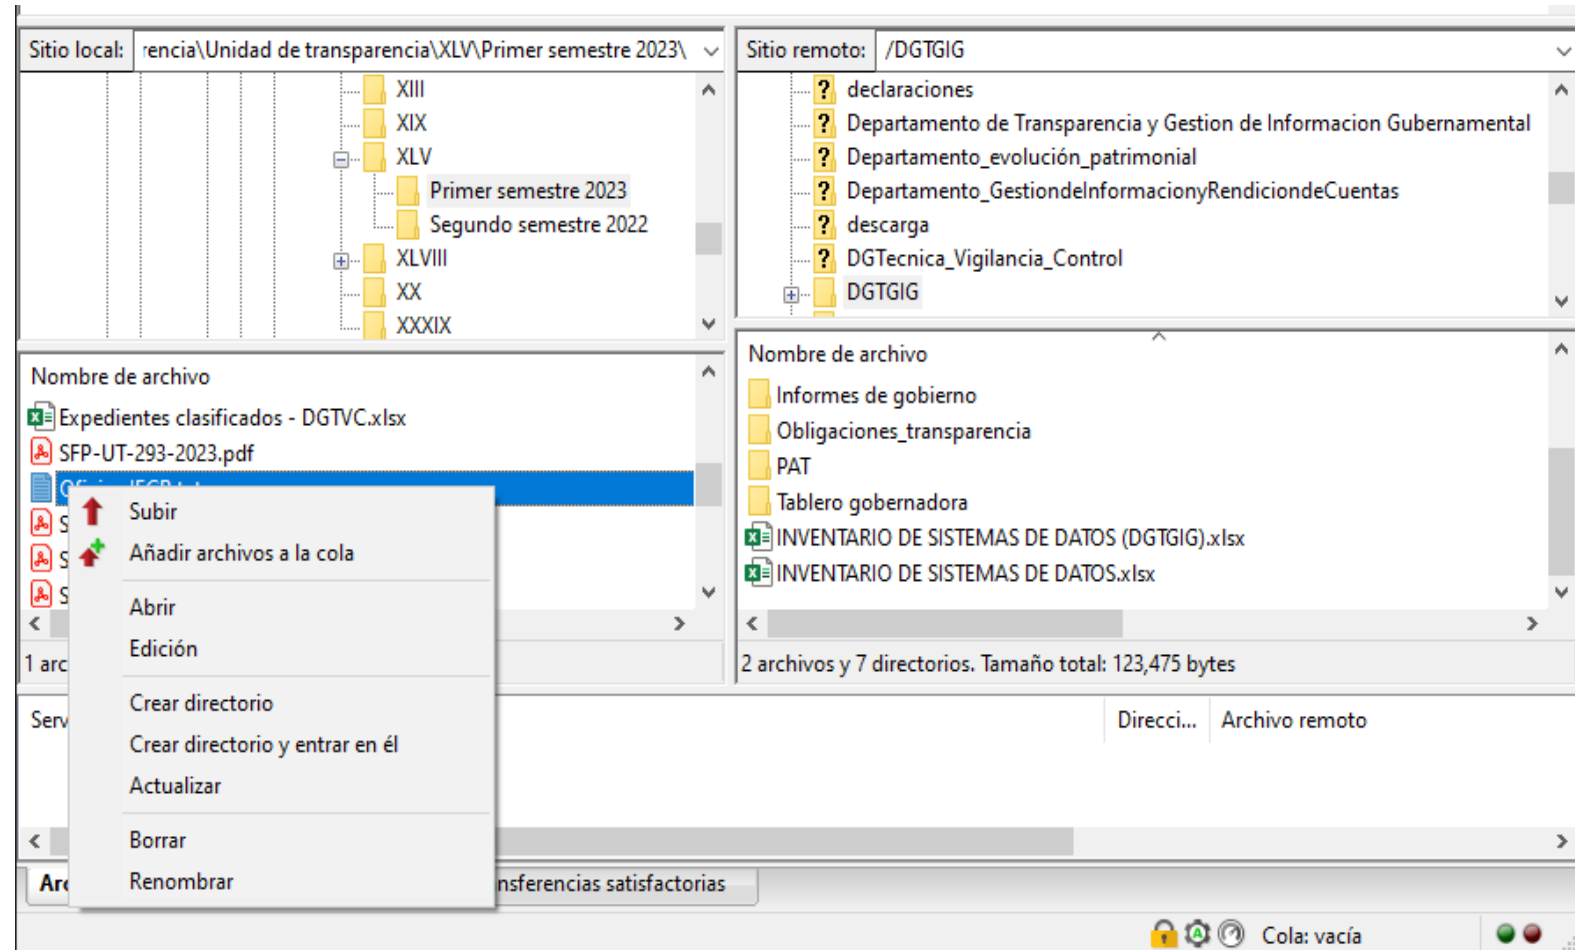 Sitio local: rencia\Unidad de transparencia\XLV\Primer semestre 2023\
XIII
XIX
XLV
Primer semestre 2023
Segundo semestre 2022
XLVIII
XX
XXXIX
Nombre de archivo
Expedientes clasificados - DGTVC.xlsx
SFP-UT-293-2023.pdf
S
S
S
1 arc
Subir
Añadir archivos a la cola
Abrir
Edición
Crear directorio
Crear directorio y entrar en él
Actualizar
Borrar
Renombrar
Sitio remoto: /DGTGIG
declaraciones
Departamento de Transparencia y Gestion de Informacion Gubernamental
Departamento_evolución_patrimonial
Departamento_GestiondeInformacionyRendiciondeCuentas
descarga
DGTecnica_Vigilancia_Control
DGTGIG
Nombre de archivo
Informes de gobierno
Obligaciones_transparencia
PAT
Tablero gobernadora
INVENTARIO DE SISTEMAS DE DATOS (DGTGIG).xlsx
INVENTARIO DE SISTEMAS DE DATOS.xlsx
2 archivos y 7 directorios. Tamaño total: 123,475 bytes
Serv
Direcci... Archivo remoto
Arc
nsferencias satisfactorias
Cola: vacía